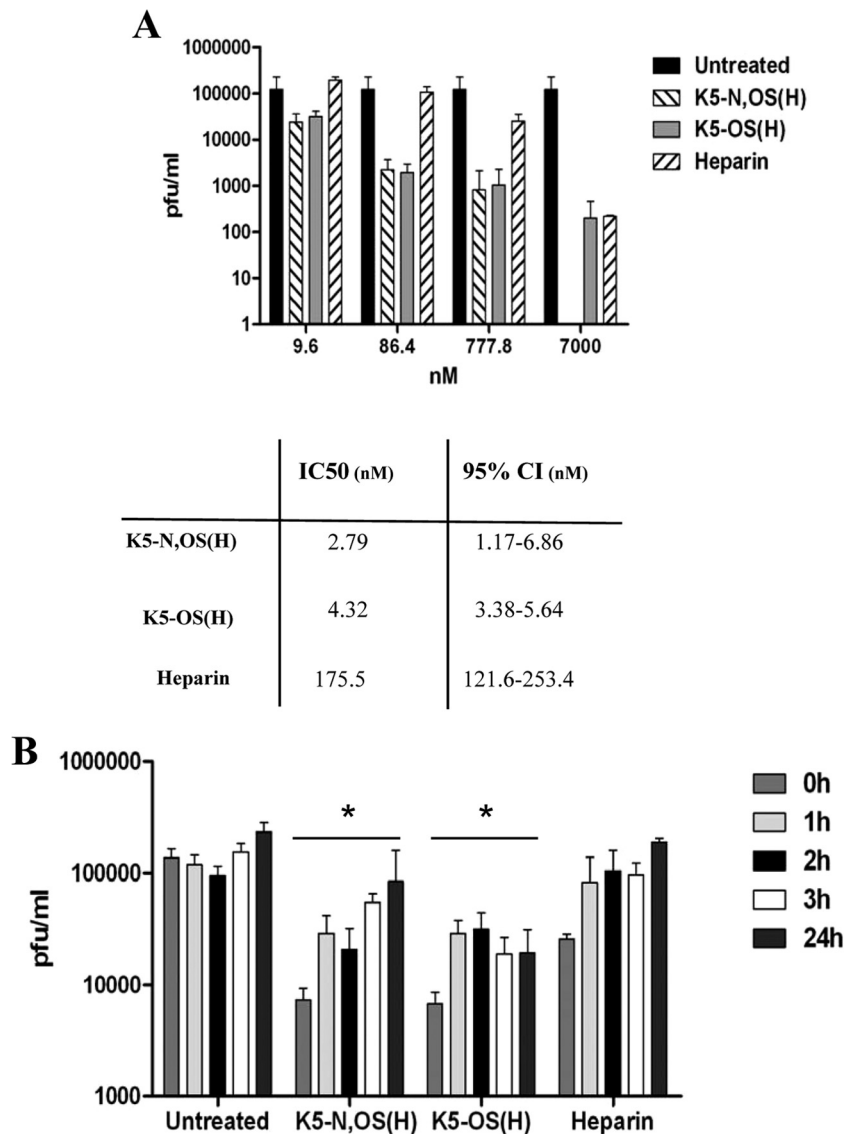 A
1000000
100000
10000
1000
100
10
1
pfu/ml
9.6 86.4 777.8 7000
nM
Untreated
K5-N,OS(H)
K5-OS(H)
Heparin
IC50 (nM) 95% CI (nM)
K5-N,OS(H) 2.79 1.17-6.86
K5-OS(H) 4.32 3.38-5.64
Heparin 175.5 121.6-253.4
B
1000000
100000
10000
1000
pfu/ml
* *
Untreated K5-N,OS(H) K5-OS(H) Heparin
0h
1h
2h
3h
24h